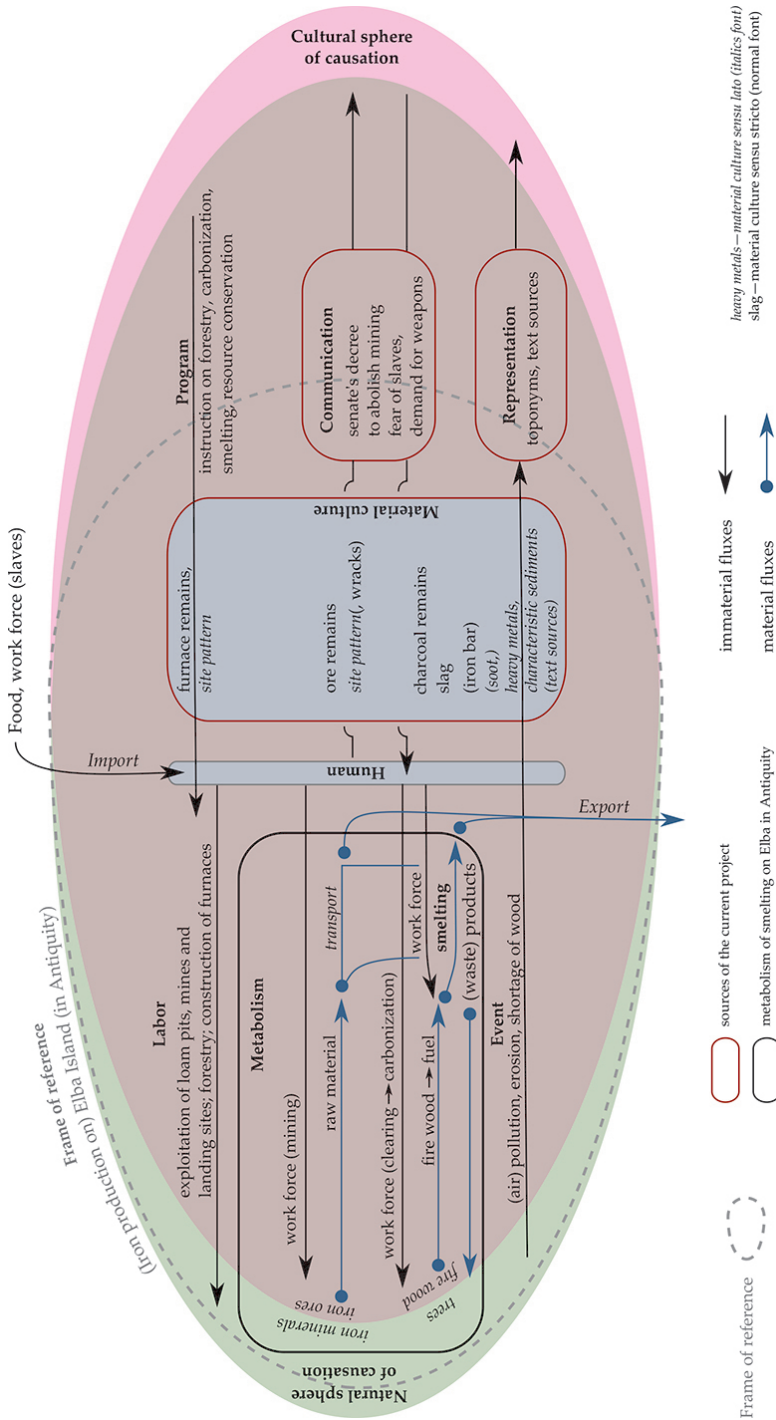 Food, work force (slaves)
Import
Frame of reference
(Iron production on) Elba Island (in Antiquity)
Natural sphere
of causation
Cultural sphere
of causation
Labor
exploitation of loam pits, mines and
landing sites; forestry; construction of furnaces
Program
instruction on forestry, carbonization,
smelting; resource conservation
Metabolism
work force (mining)
iron minerals
iron ores
raw material
transport
work force (clearing → carbonization)
work force
fire wood → fuel
smelting
trees
fire wood
(waste) products
Event
(air) pollution, erosion, shortage of wood
Human
Export
furnace remains,
site pattern
ore remains
site pattern(, wracks)
charcoal remains
slag
(iron bar)
(soot,)
heavy metals,
characteristic sediments
(text sources)
Material culture
Communication
senate's decree
to abolish mining
fear of slaves,
demand for weapons
Representation
toponyms, text sources
Frame of reference
sources of the current project
metabolism of smelting on Elba in Antiquity
immaterial fluxes
material fluxes
heavy metals—material culture sensu lato (italics font)
slag—material culture sensu stricto (normal font)